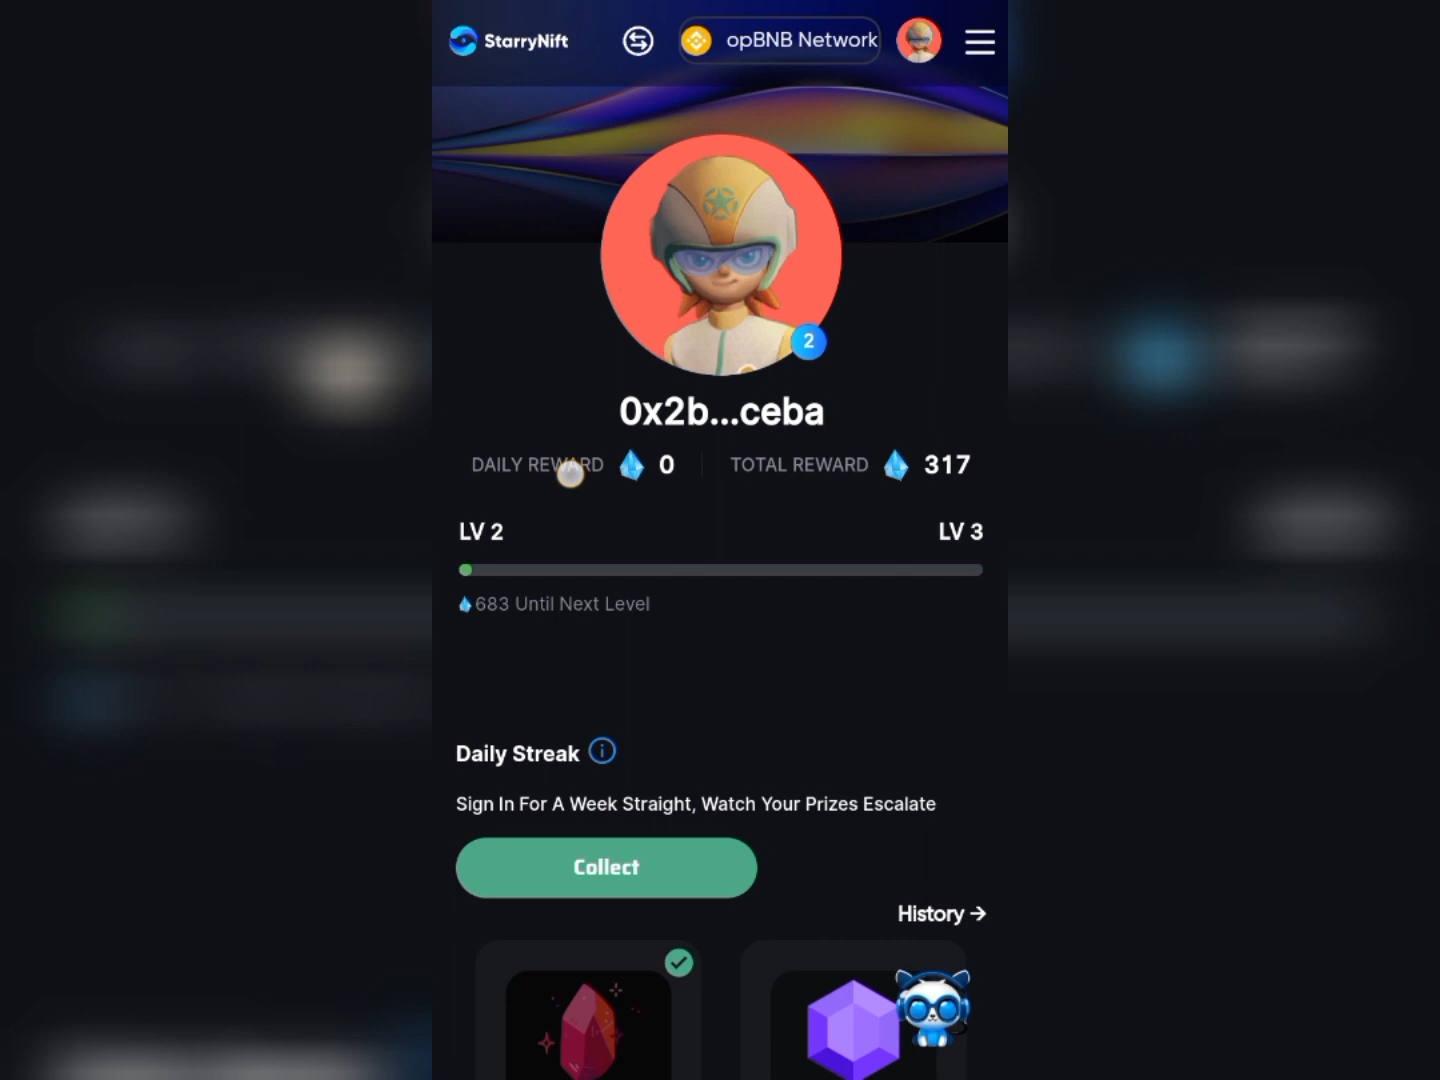 StarryNift
opBNB Network
2
0x2b...ceba
DAILY REWARD 0 TOTAL REWARD 317
LV 2 LV 3
683 Until Next Level
Daily Streak
Sign In For A Week Straight, Watch Your Prizes Escalate
Collect
History →